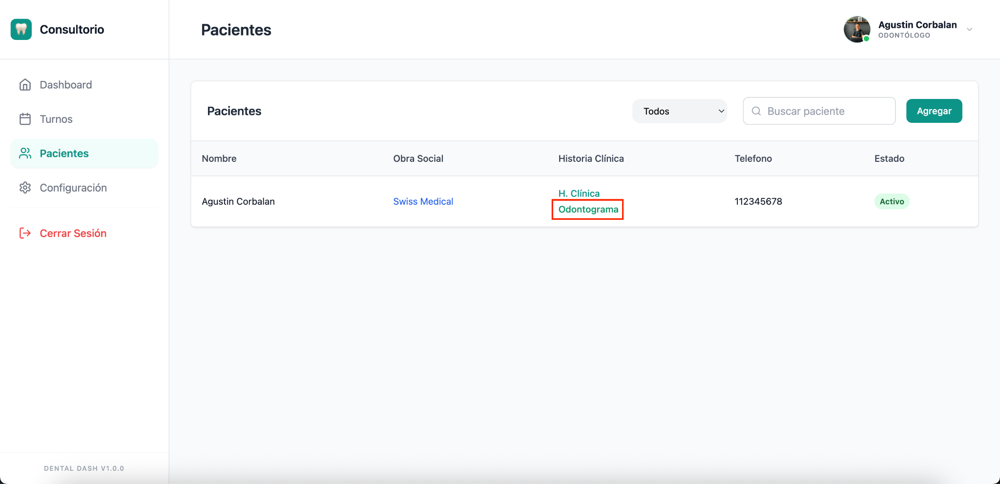 Consultorio
Pacientes
Agustin Corbalan
ODONTÓLOGO
Dashboard
Turnos
Pacientes
Configuración
Cerrar Sesión
Pacientes
Todos
Buscar paciente
Agregar
Nombre
Obra Social
Historia Clínica
Telefono
Estado
Agustin Corbalan
Swiss Medical
H. Clínica
Odontograma
112345678
Activo
DENTAL DASH V1.0.0